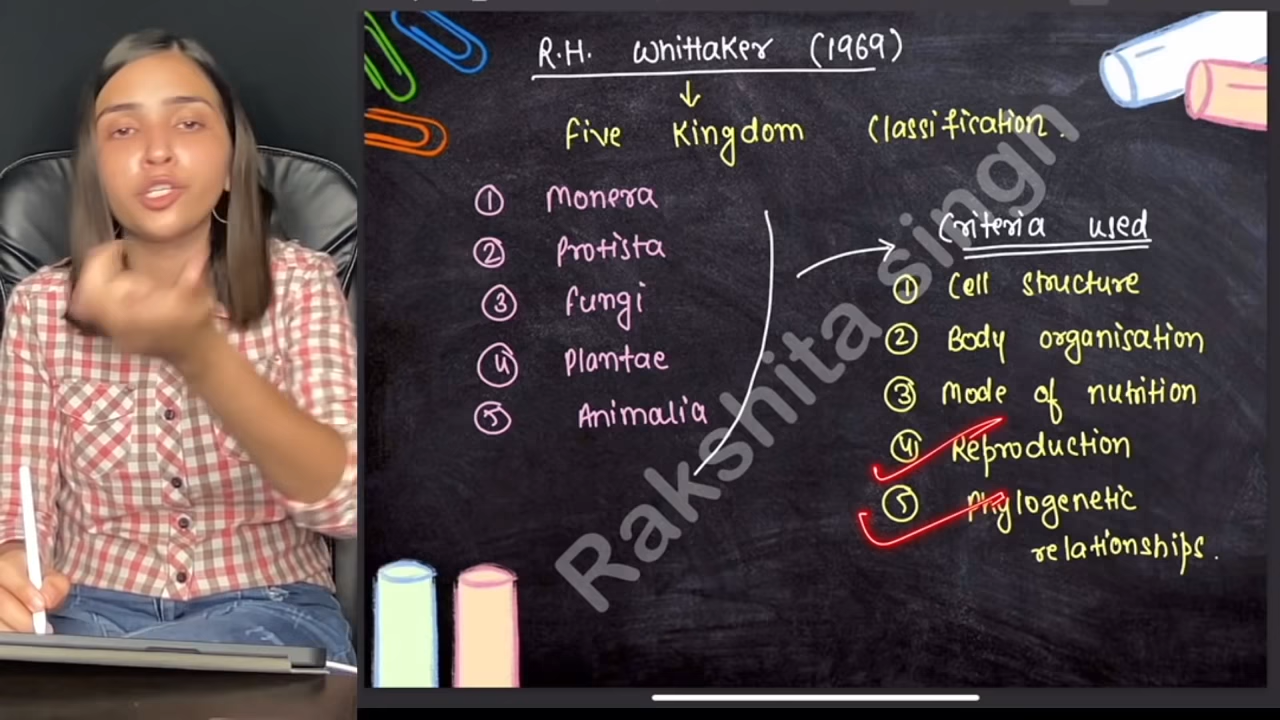 R.H. Whittaker (1969)
↓
Five Kingdom Classification.
① Monera
② Protista
③ Fungi
④ Plantae
⑤ Animalia
Criteria used
① Cell structure
② Body organisation
③ Mode of nutrition
④ Reproduction
⑤ Phylogenetic
relationships.
Rakshita singh